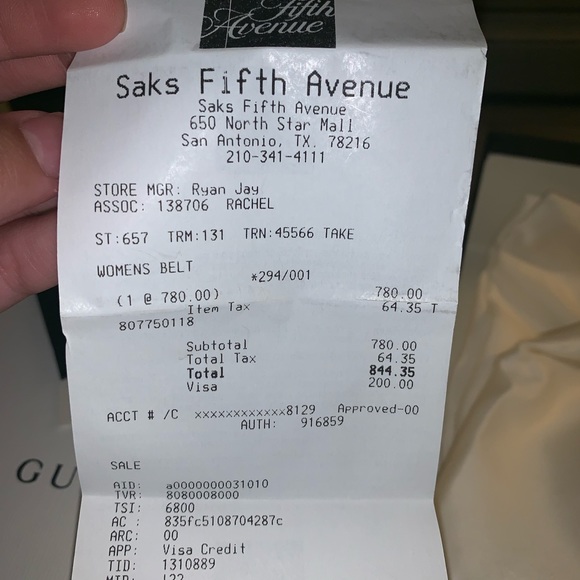 fifth
Avenue
Saks Fifth Avenue
Saks Fifth Avenue
650 North Star Mall
San Antonio, TX. 78216
210-341-4111
STORE MGR: Ryan Jay
ASSOC: 138706 RACHEL
ST:657 TRM:131 TRN:45566 TAKE
WOMENS BELT
*294/001
(1 @ 780.00) 780.00
Item Tax 64.35 T
807750118
Subtotal 780.00
Total Tax 64.35
Total 844.35
Visa 200.00
ACCT # /C xxxxxxxxxxxx8129 Approved-00
AUTH: 916859
SALE
AID: a0000000031010
TVR: 8080008000
TSI: 6800
AC : 835fc5108704287c
ARC: 00
APP: Visa Credit
TID: 1310889
MID: L22
GU